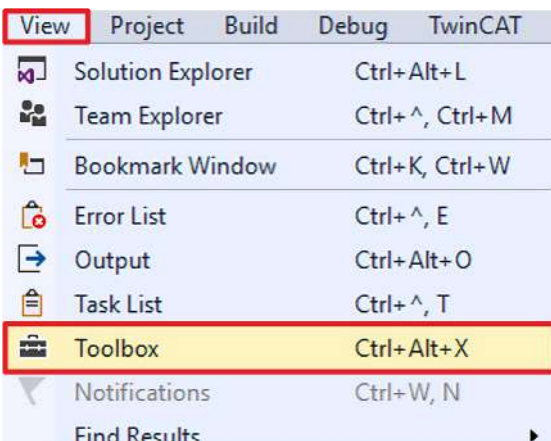 View Project Build Debug TwinCAT
Solution Explorer Ctrl+Alt+L
Team Explorer Ctrl+^, Ctrl+M
Bookmark Window Ctrl+K, Ctrl+W
Error List Ctrl+^, E
Output Ctrl+Alt+O
Task List Ctrl+^, T
Toolbox Ctrl+Alt+X
Notifications Ctrl+W, N
Find Results